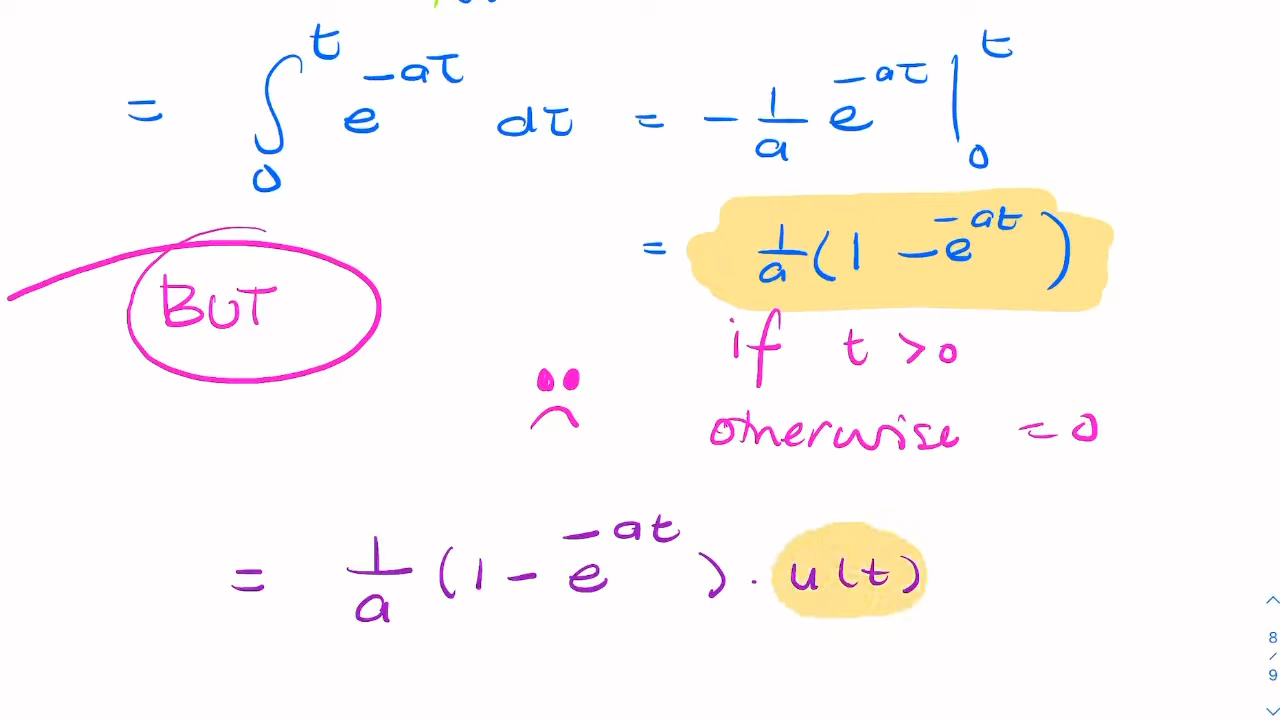 = ∫₀ᵗ e^{-aτ} dτ = -1/a e^{-aτ} |₀ᵗ
= 1/a (1 - e^{-at})
BUT
if t > 0
otherwise = 0
= 1/a (1 - e^{-at}) · u(t)
8
/
9